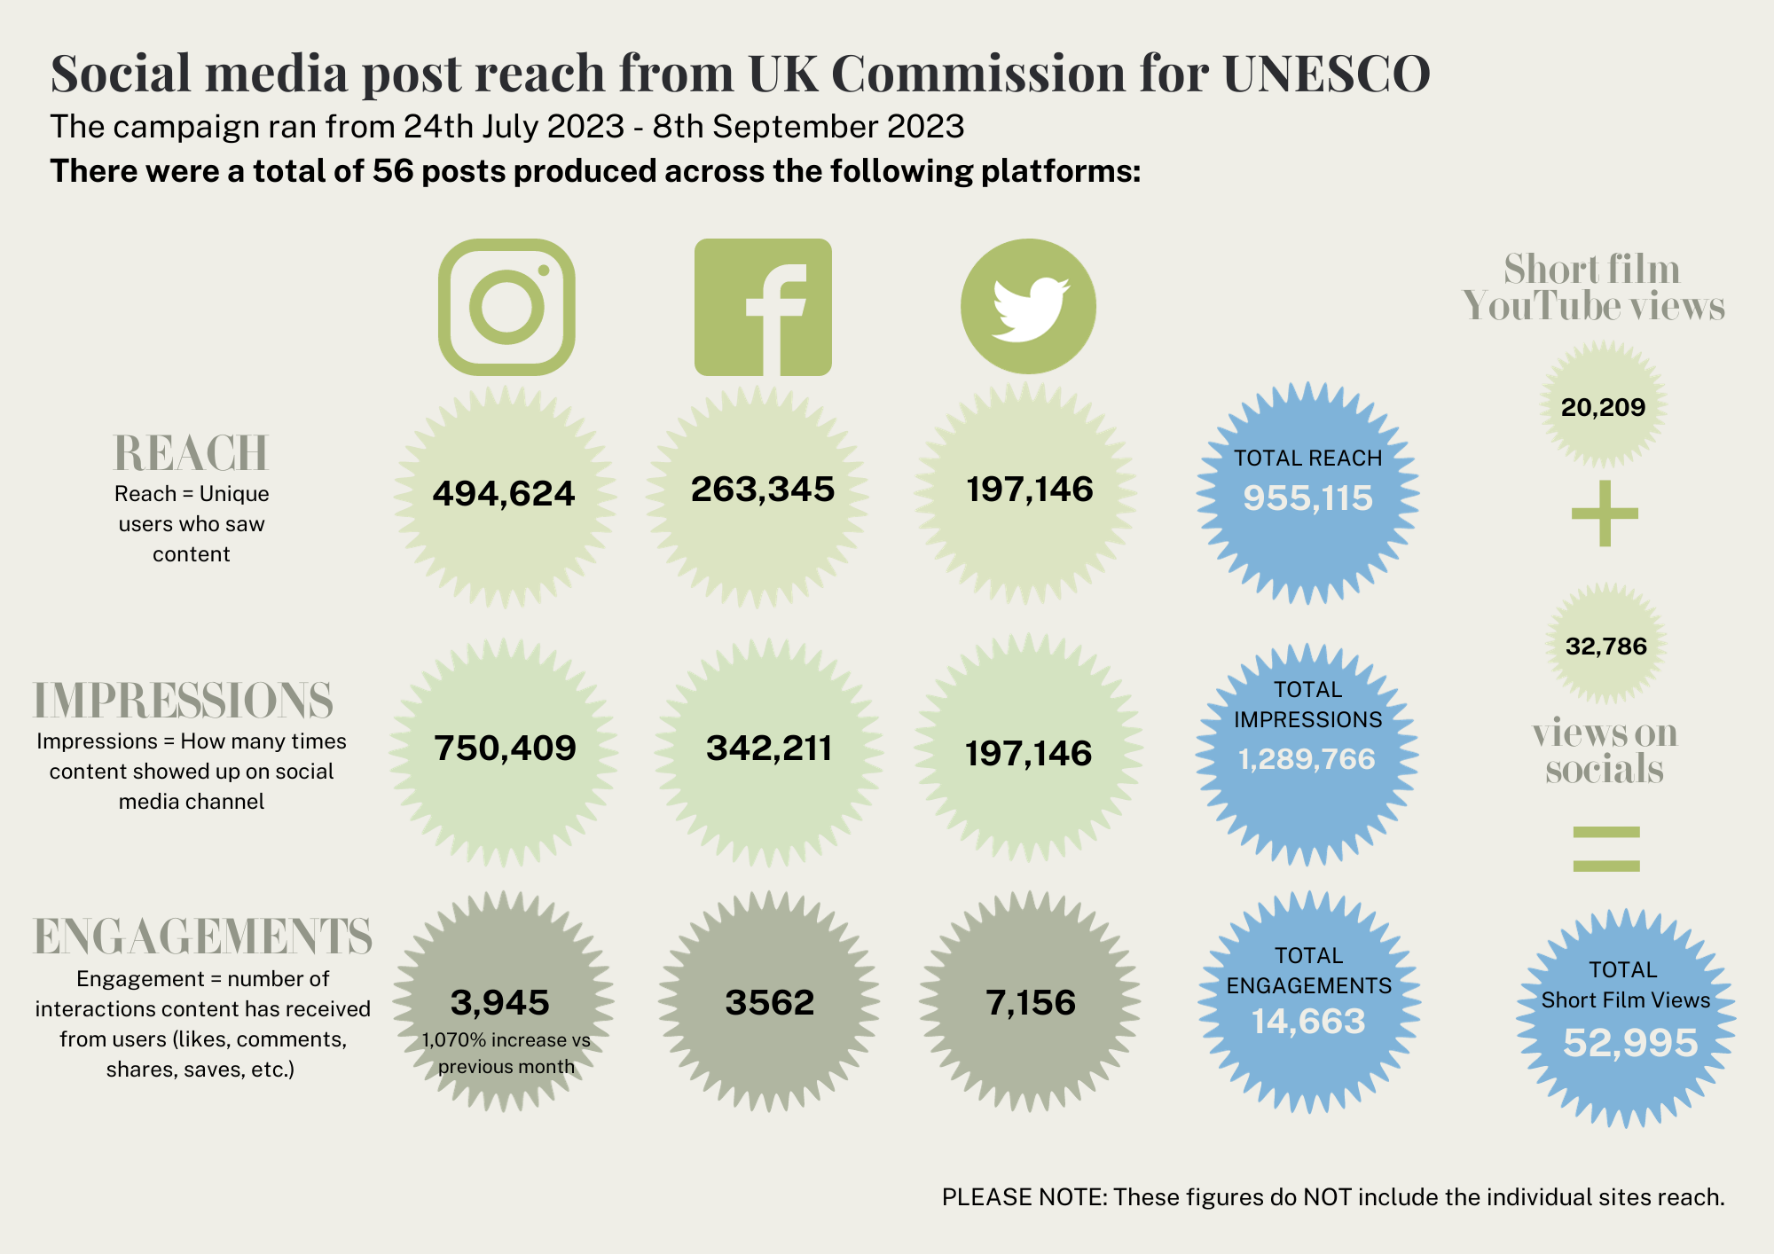 Social media post reach from UK Commission for UNESCO
The campaign ran from 24th July 2023 - 8th September 2023
There were a total of 56 posts produced across the following platforms:
REACH
Reach = Unique
users who saw
content
494,624
263,345
197,146
TOTAL REACH
955,115
IMPRESSIONS
Impressions = How many times
content showed up on social
media channel
750,409
342,211
197,146
TOTAL
IMPRESSIONS
1,289,766
ENGAGEMENTS
Engagement = number of
interactions content has received
from users (likes, comments,
shares, saves, etc.)
3,945
1,070% increase vs
previous month
3562
7,156
TOTAL
ENGAGEMENTS
14,663
Short film
YouTube views
20,209
+
32,786
views on
socials
=
TOTAL
Short Film Views
52,995
PLEASE NOTE: These figures do NOT include the individual sites reach.